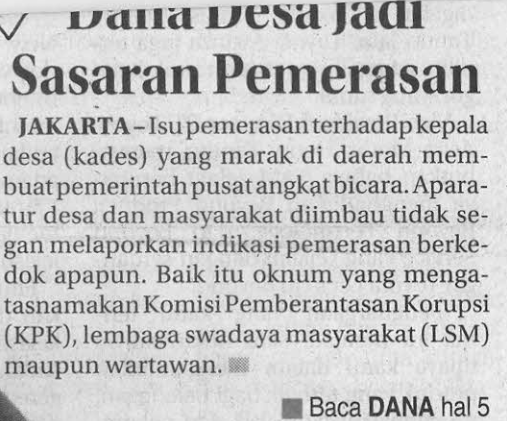 Dana Desa Jadi
Sasaran Pemerasan
JAKARTA – Isu pemerasan terhadap kepala
desa (kades) yang marak di daerah mem-
buat pemerintah pusat angkat bicara. Apara-
tur desa dan masyarakat diimbau tidak se-
gan melaporkan indikasi pemerasan berke-
dok apapun. Baik itu oknum yang menga-
tasnamakan Komisi Pemberantasan Korupsi
(KPK), lembaga swadaya masyarakat (LSM)
maupun wartawan.
Baca DANA hal 5